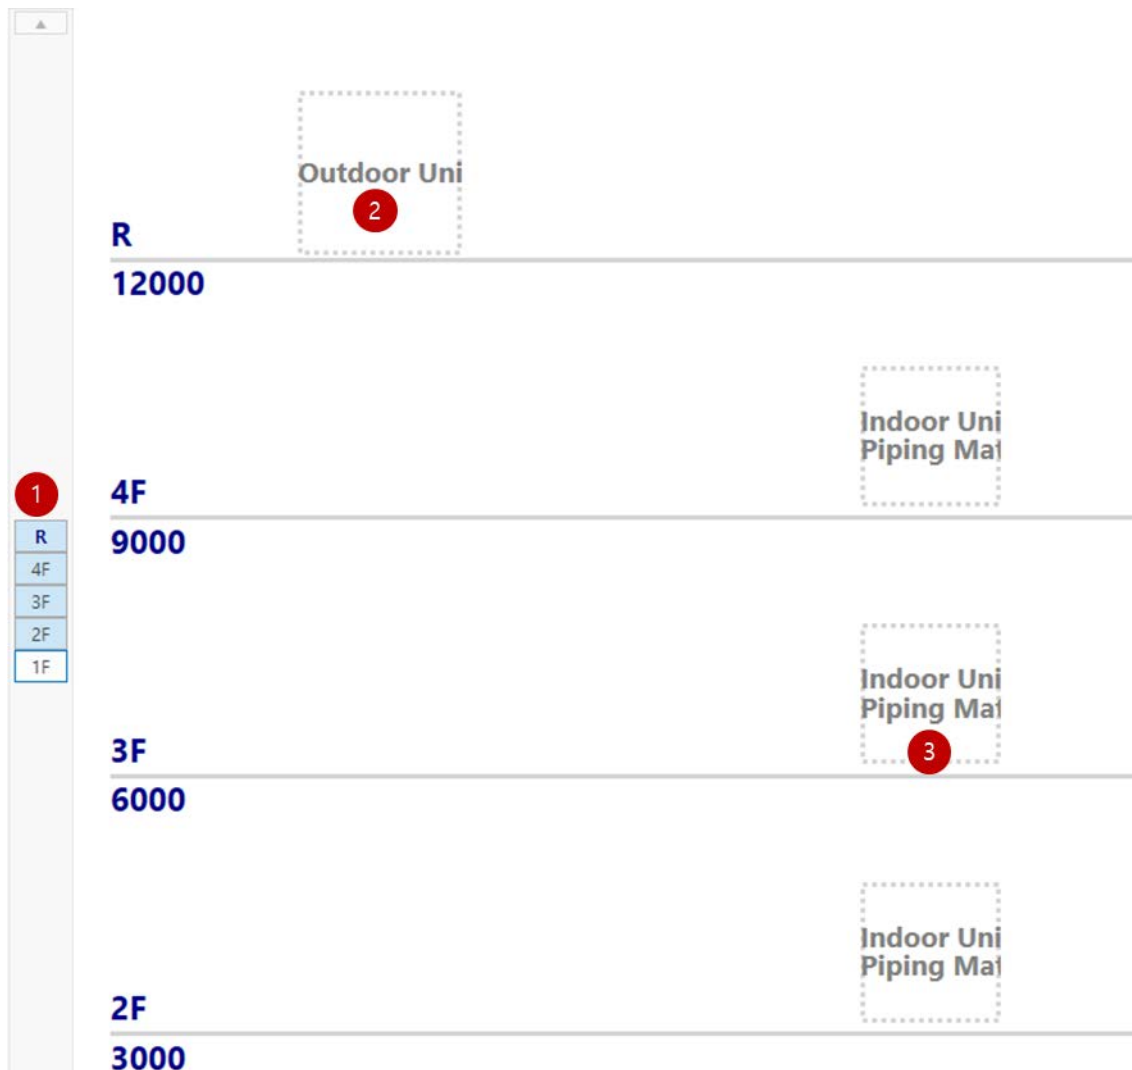 ▲
Outdoor Uni
2
R
12000
Indoor Uni
Piping Mat
1
4F
R
9000
4F
3F
2F
1F
Indoor Uni
Piping Mat
3
3F
6000
Indoor Uni
Piping Mat
2F
3000